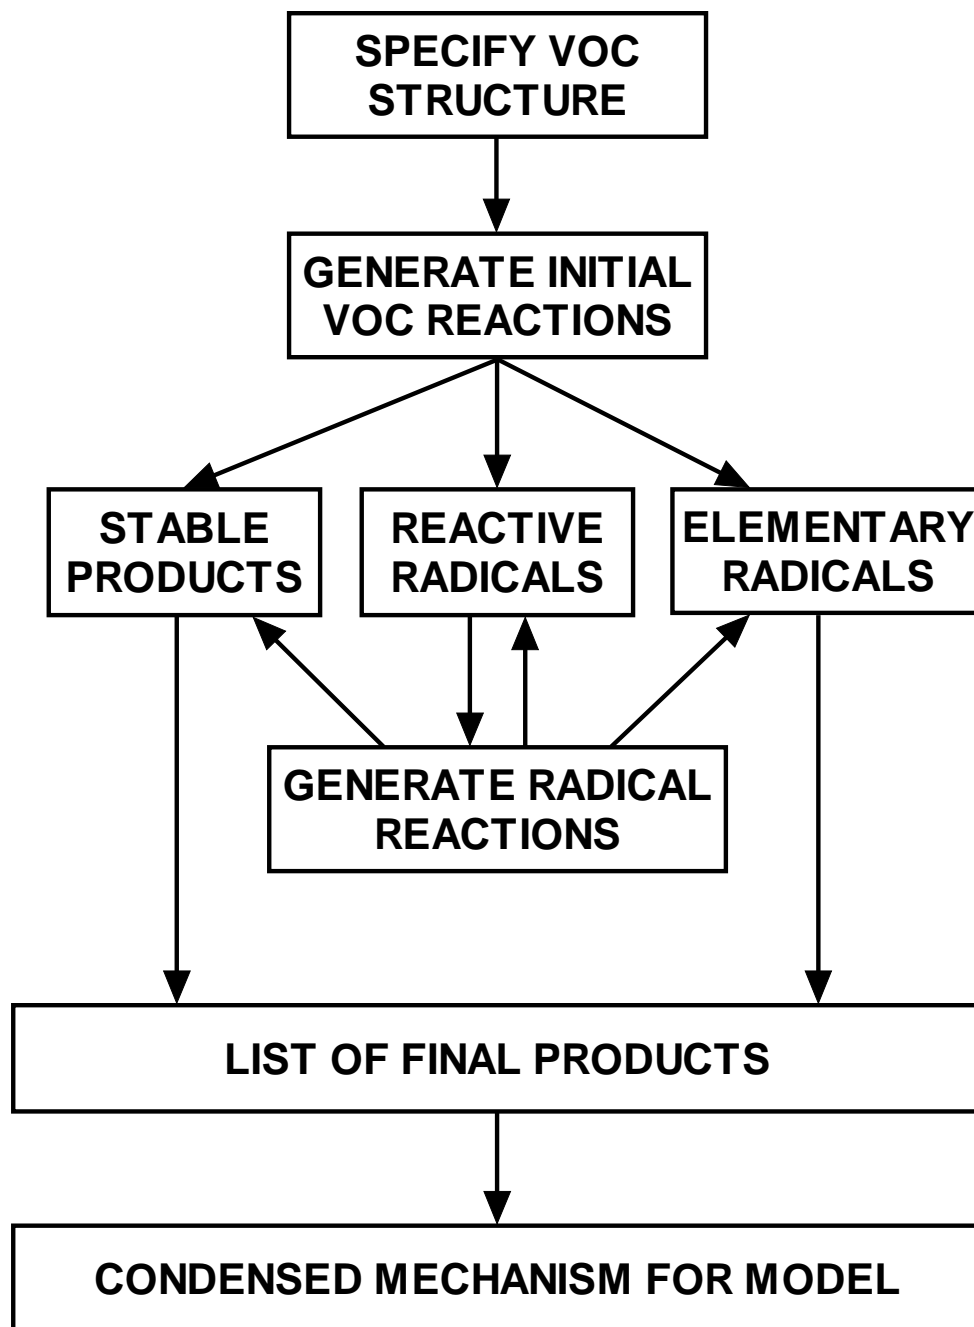 SPECIFY VOC
STRUCTURE
GENERATE INITIAL
VOC REACTIONS
STABLE
PRODUCTS
REACTIVE
RADICALS
ELEMENTARY
RADICALS
GENERATE RADICAL
REACTIONS
LIST OF FINAL PRODUCTS
CONDENSED MECHANISM FOR MODEL